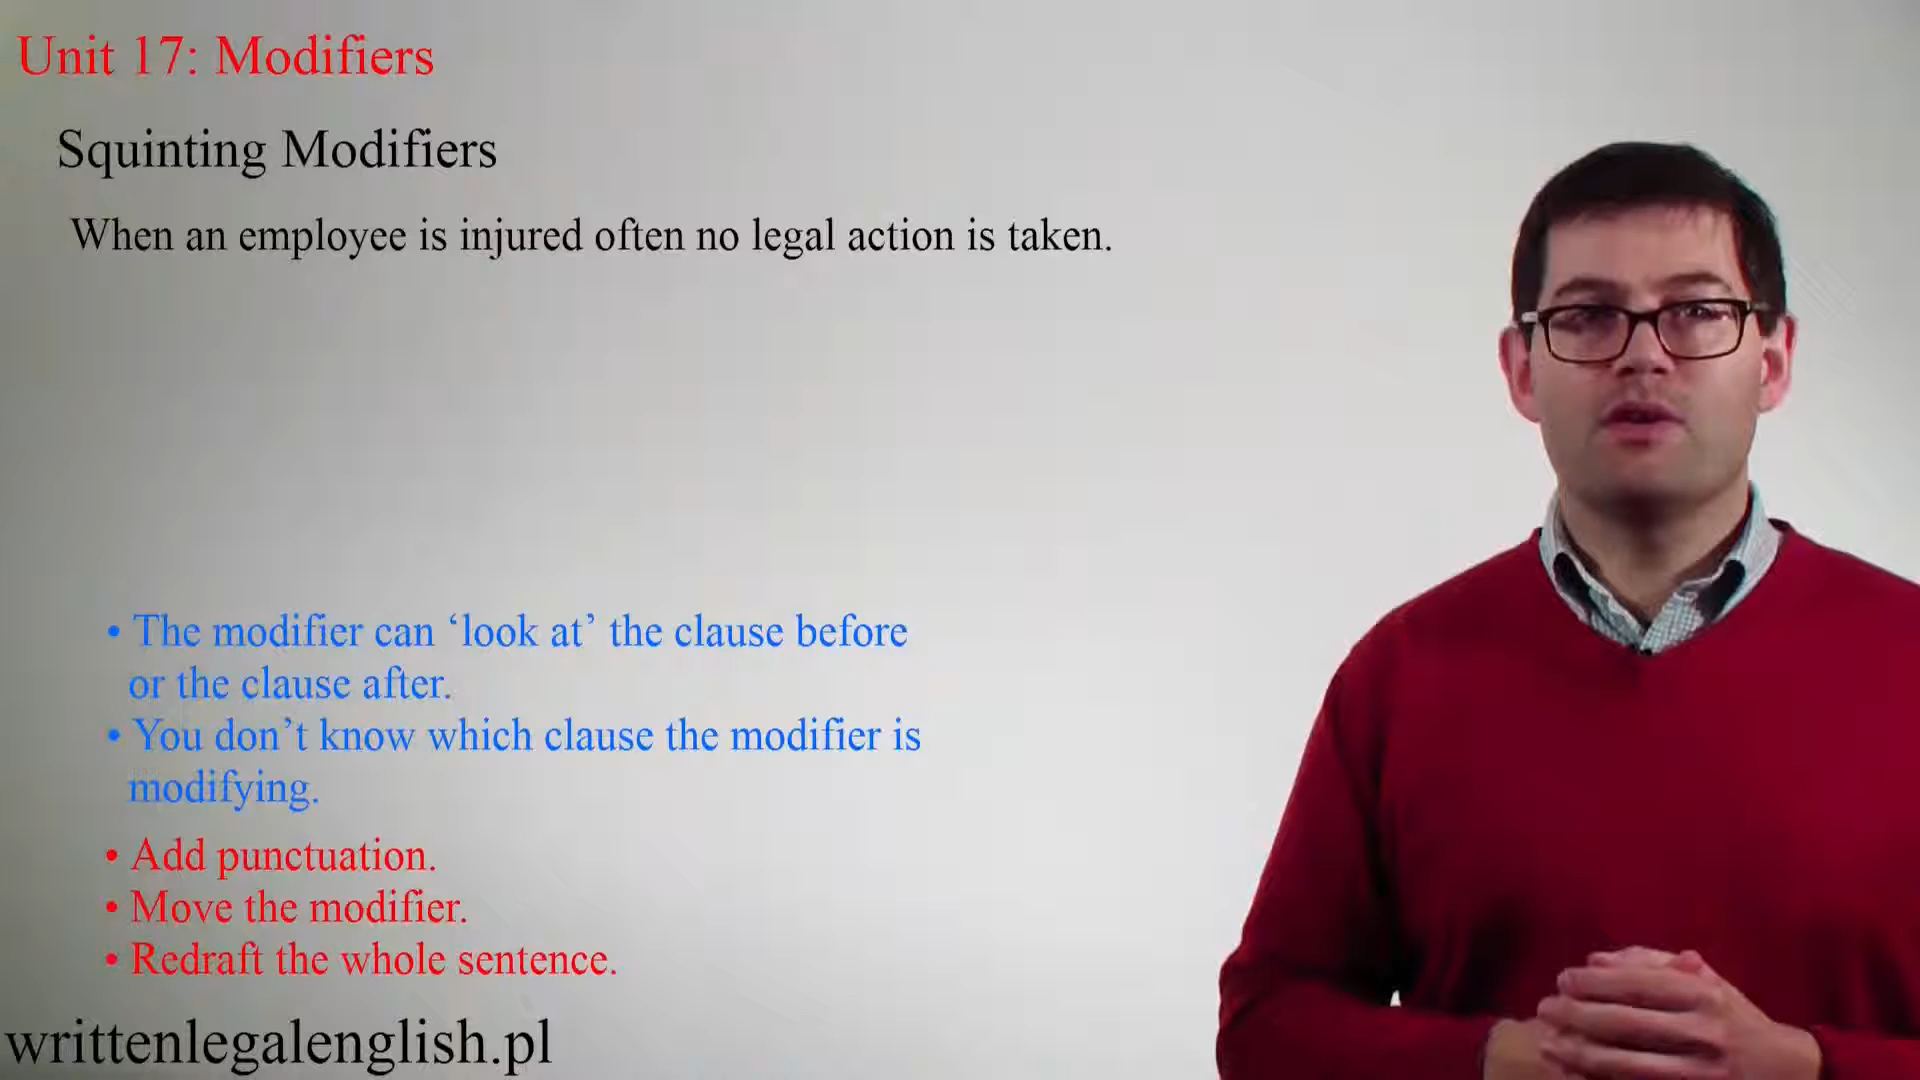 Unit 17: Modifiers
Squinting Modifiers
When an employee is injured often no legal action is taken.
• The modifier can ‘look at’ the clause before
or the clause after.
• You don’t know which clause the modifier is
modifying.
• Add punctuation.
• Move the modifier.
• Redraft the whole sentence.
writtenlegalenglish.pl